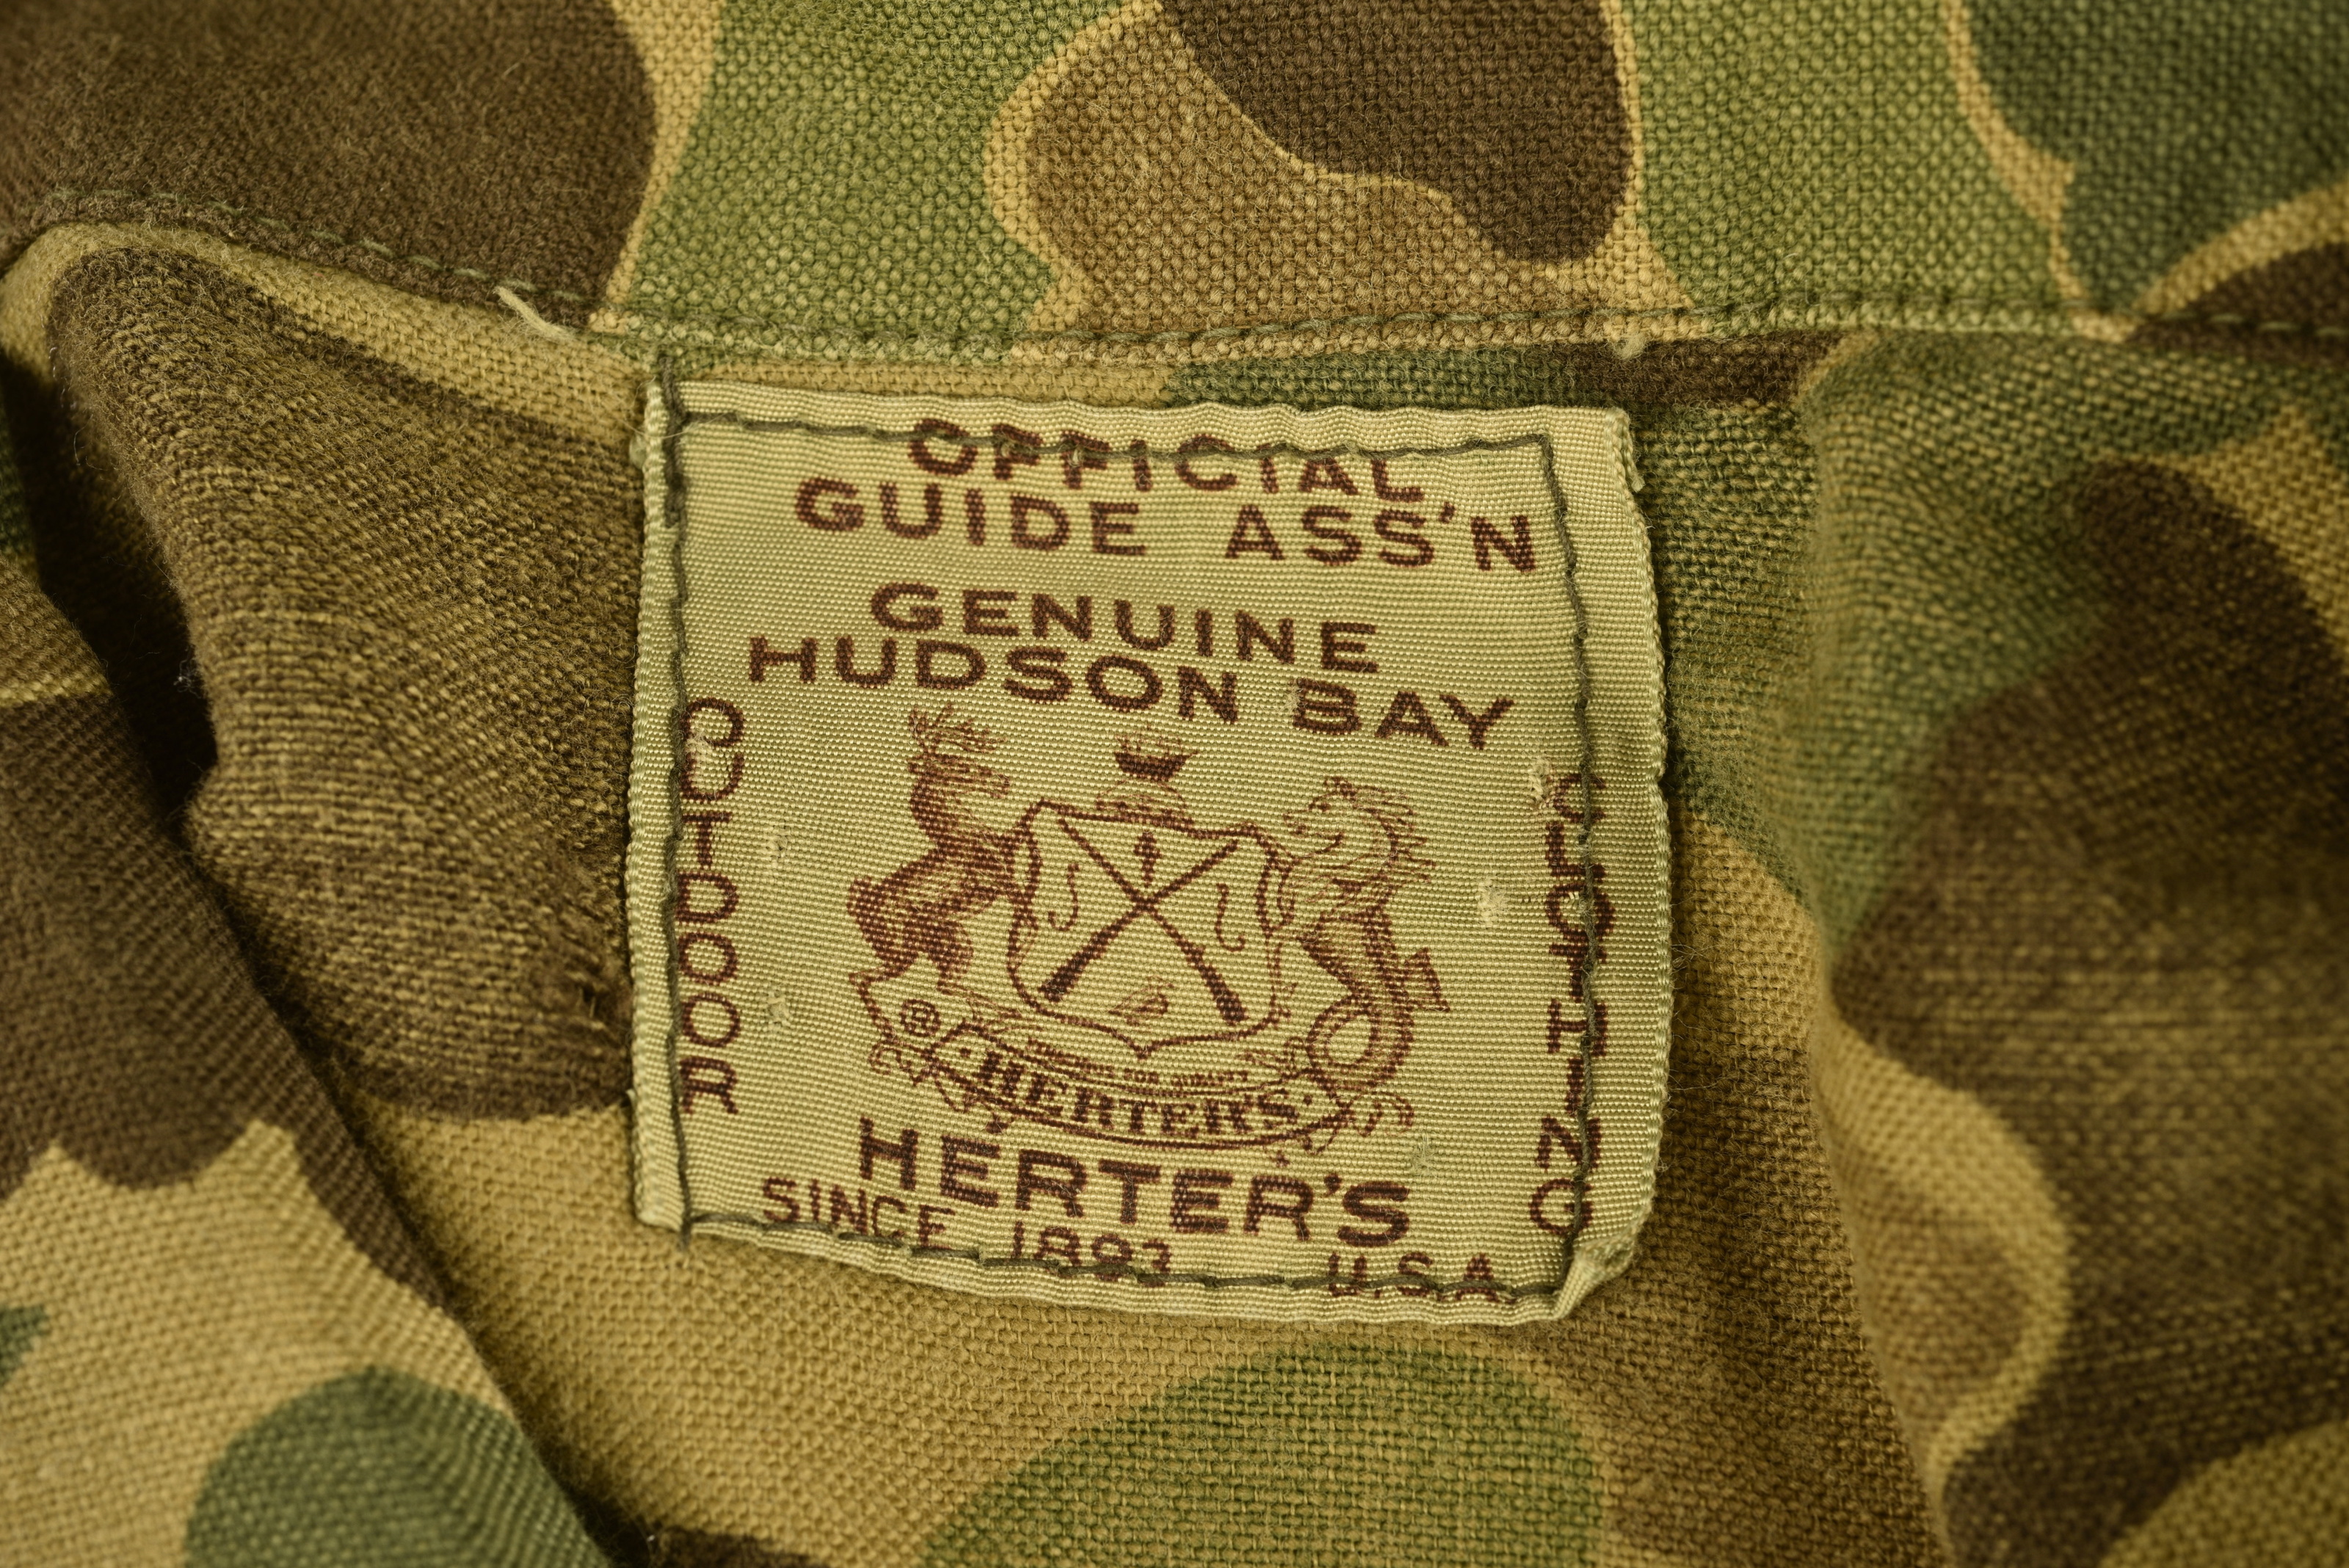 OFFICIAL
GUIDE ASS'N
GENUINE
HUDSON BAY
OUTDOOR
CLOTHING
®
·HERTER'S·
HERTER'S
SINCE 1893 U.S.A.